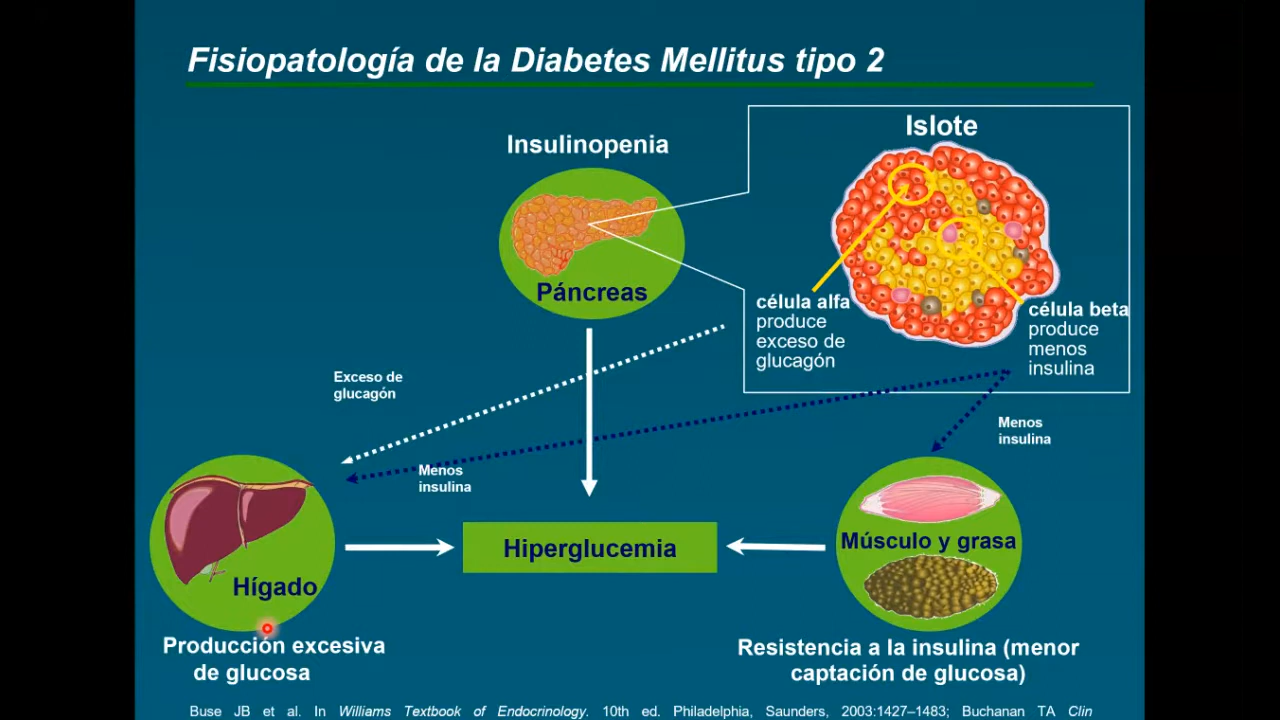 Fisiopatología de la Diabetes Mellitus tipo 2
Islote
Insulinopenia
Páncreas
célula alfa
produce
exceso de
glucagón
célula beta
produce
menos
insulina
Exceso de
glucagón
Menos
insulina
Menos
insulina
Hígado
Hiperglucemia
Músculo y grasa
Producción excesiva
de glucosa
Resistencia a la insulina (menor
captación de glucosa)
Buse JB et al. In Williams Textbook of Endocrinology. 10th ed. Philadelphia, Saunders, 2003:1427–1483; Buchanan TA Clin